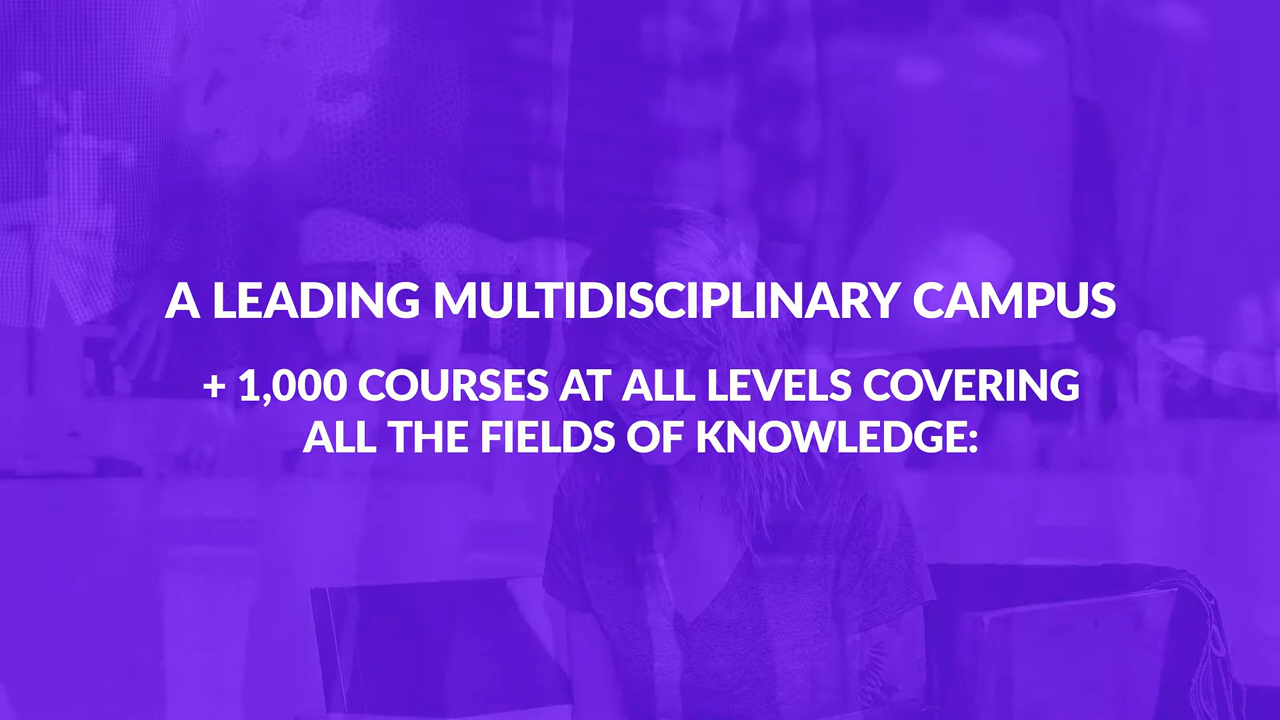 A LEADING MULTIDISCIPLINARY CAMPUS
+ 1,000 COURSES AT ALL LEVELS COVERING
ALL THE FIELDS OF KNOWLEDGE: